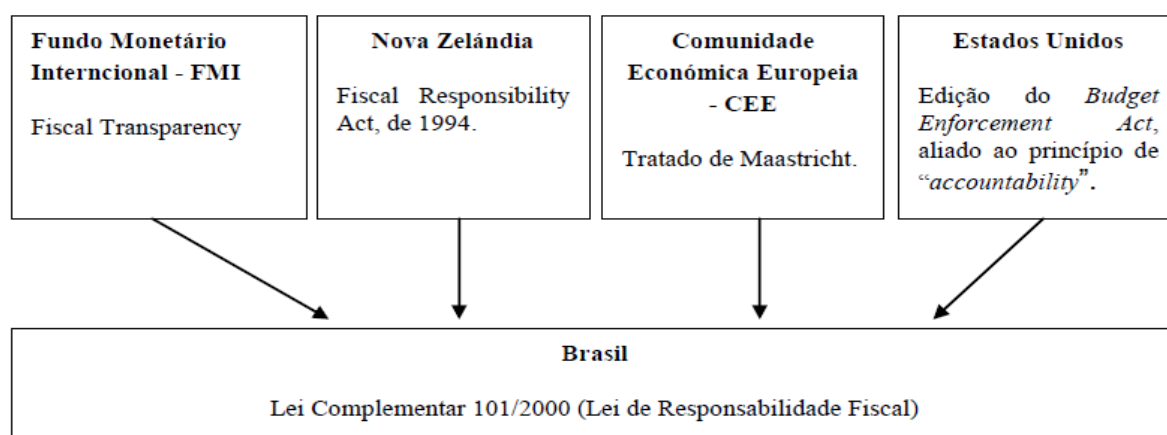 Fundo Monetário
Interncional - FMI
Fiscal Transparency
Nova Zelándia
Fiscal Responsibility
Act, de 1994.
Comunidade
Económica Europeia
- CEE
Tratado de Maastricht.
Estados Unidos
Edição do Budget
Enforcement Act,
aliado ao princípio de
“accountability”.
Brasil
Lei Complementar 101/2000 (Lei de Responsabilidade Fiscal)